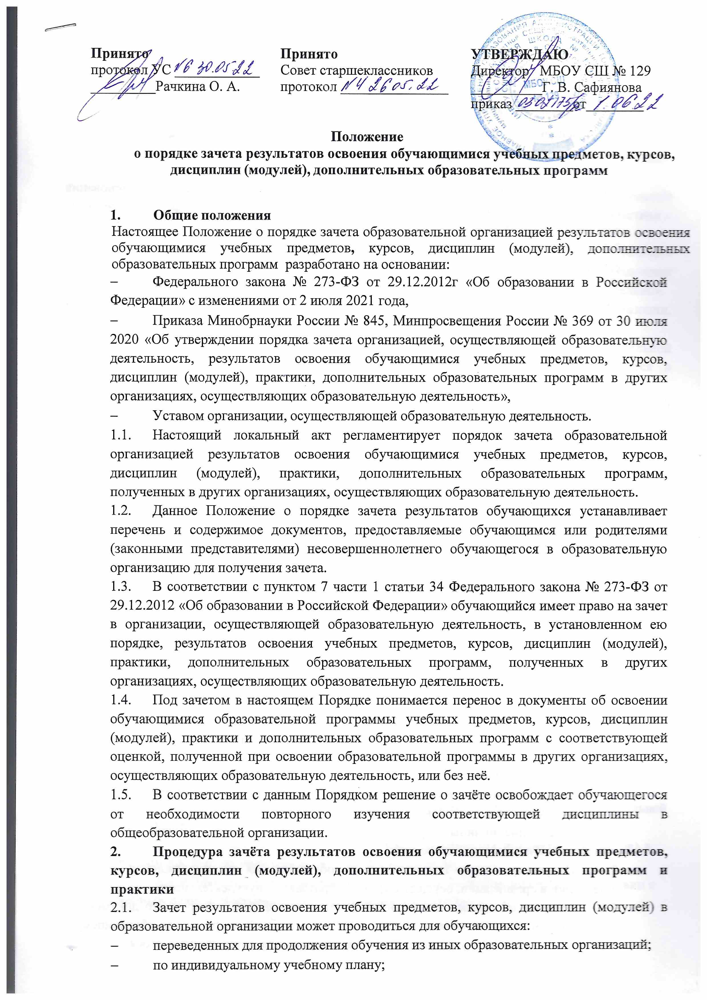 Принято
протокол УС №6 30.05.22
Рачкина О. А.
Принято
Совет старшеклассников
протокол №4 26 05. 22
УТВЕРЖДАЮ
Директор МБОУ СШ № 129
Г. В. Сафиянова
приказ от 1.06.22
МБОУ СШ
№ 129
Положение
о порядке зачета результатов освоения обучающимися учебных предметов, курсов,
дисциплин (модулей), дополнительных образовательных программ
1. Общие положения
Настоящее Положение о порядке зачета образовательной организацией результатов освоения
обучающимися учебных предметов, курсов, дисциплин (модулей), дополнительных
образовательных программ разработано на основании:
– Федерального закона № 273-ФЗ от 29.12.2012г «Об образовании в Российской
Федерации» с изменениями от 2 июля 2021 года,
– Приказа Минобрнауки России № 845, Минпросвещения России № 369 от 30 июля
2020 «Об утверждении порядка зачета организацией, осуществляющей образовательную
деятельность, результатов освоения обучающимися учебных предметов, курсов,
дисциплин (модулей), практики, дополнительных образовательных программ в других
организациях, осуществляющих образовательную деятельность»,
– Уставом организации, осуществляющей образовательную деятельность.
1.1. Настоящий локальный акт регламентирует порядок зачета образовательной
организацией результатов освоения обучающимися учебных предметов, курсов,
дисциплин (модулей), практики, дополнительных образовательных программ,
полученных в других организациях, осуществляющих образовательную деятельность.
1.2. Данное Положение о порядке зачета результатов обучающихся устанавливает
перечень и содержимое документов, предоставляемые обучающимся или родителями
(законными представителями) несовершеннолетнего обучающегося в образовательную
организацию для получения зачета.
1.3. В соответствии с пунктом 7 части 1 статьи 34 Федерального закона № 273-ФЗ от
29.12.2012 «Об образовании в Российской Федерации» обучающийся имеет право на зачет
в организации, осуществляющей образовательную деятельность, в установленном ею
порядке, результатов освоения учебных предметов, курсов, дисциплин (модулей),
практики, дополнительных образовательных программ, полученных в других
организациях, осуществляющих образовательную деятельность.
1.4. Под зачетом в настоящем Порядке понимается перенос в документы об освоении
обучающимися образовательной программы учебных предметов, курсов, дисциплин
(модулей), практики и дополнительных образовательных программ с соответствующей
оценкой, полученной при освоении образовательной программы в других организациях,
осуществляющих образовательную деятельность, или без неё.
1.5. В соответствии с данным Порядком решение о зачёте освобождает обучающегося
от необходимости повторного изучения соответствующей дисциплины в
общеобразовательной организации.
2. Процедура зачёта результатов освоения обучающимися учебных предметов,
курсов, дисциплин (модулей), дополнительных образовательных программ и
практики
2.1. Зачет результатов освоения учебных предметов, курсов, дисциплин (модулей) в
образовательной организации может проводиться для обучающихся:
– переведенных для продолжения обучения из иных образовательных организаций;
– по индивидуальному учебному плану;